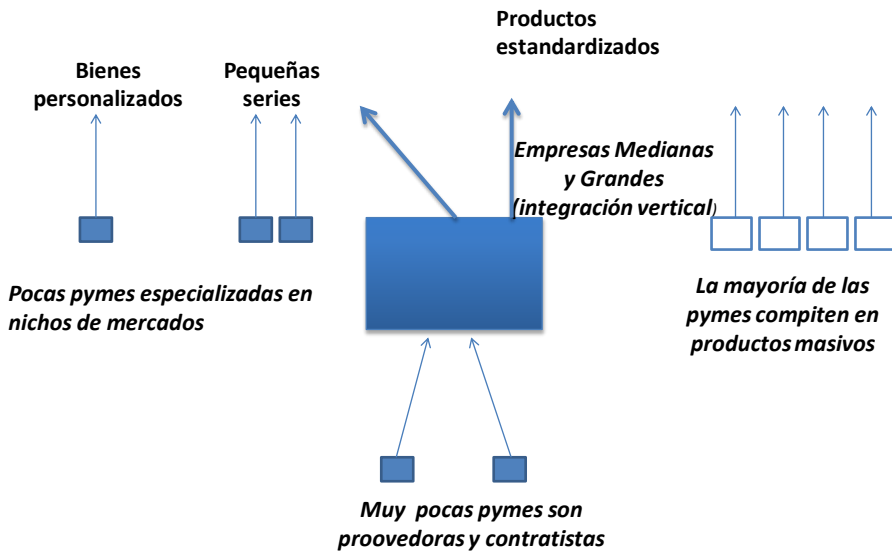 Productos
estandardizados
Bienes
personalizados
Pequeñas
series
Empresas Medianas
y Grandes
(integración vertical)
Pocas pymes especializadas en
nichos de mercados
La mayoría de las
pymes compiten en
productos masivos
Muy pocas pymes son
proovedoras y contratistas